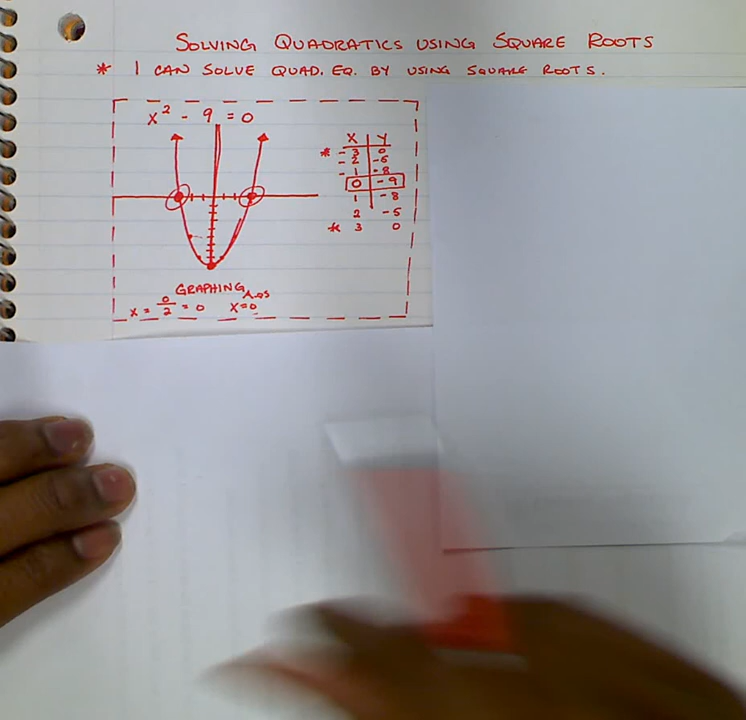 SOLVING QUADRATICS USING SQUARE ROOTS
* I CAN SOLVE QUAD. EQ. BY USING SQUARE ROOTS.
x² - 9 = 0
X Y
* -3 0
-2 -5
-1 -8
0 -9
1 -8
2 -5
* 3 0
GRAPHING
A.O.S
x = 0/2 = 0 x=0